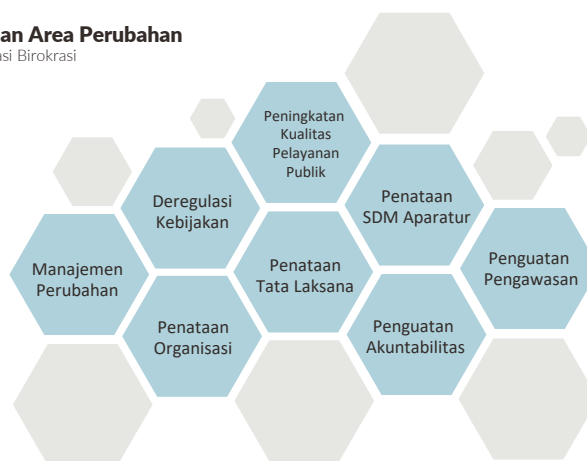 an Area Perubahan
asi Birokrasi
Peningkatan
Kualitas
Pelayanan
Publik
Deregulasi
Kebijakan
Penataan
SDM Aparatur
Manajemen
Perubahan
Penataan
Tata Laksana
Penguatan
Pengawasan
Penataan
Organisasi
Penguatan
Akuntabilitas